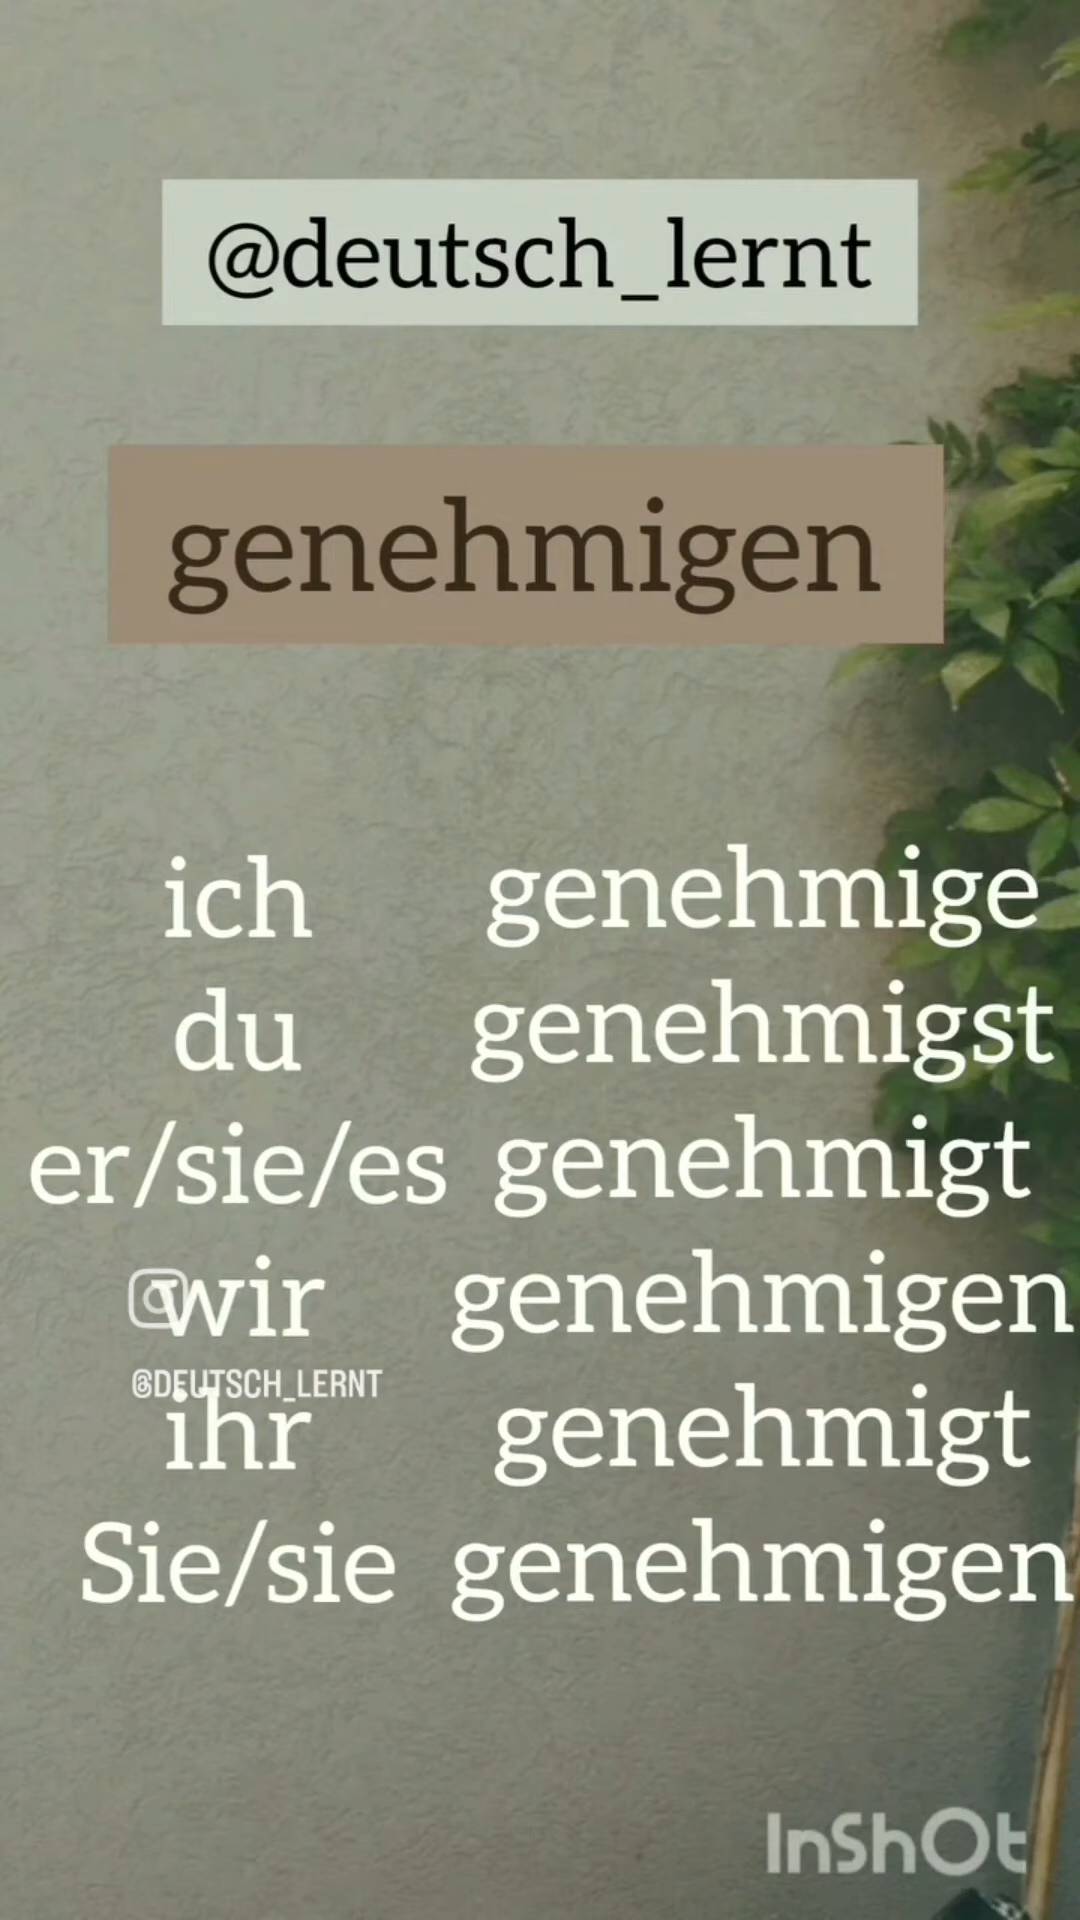 @deutsch_lernt
genehmigen
ich genehmige
du genehmigst
er/sie/es genehmigt
wir genehmigen
@DEUTSCH_LERNT
ihr genehmigt
Sie/sie genehmigen
InShOt